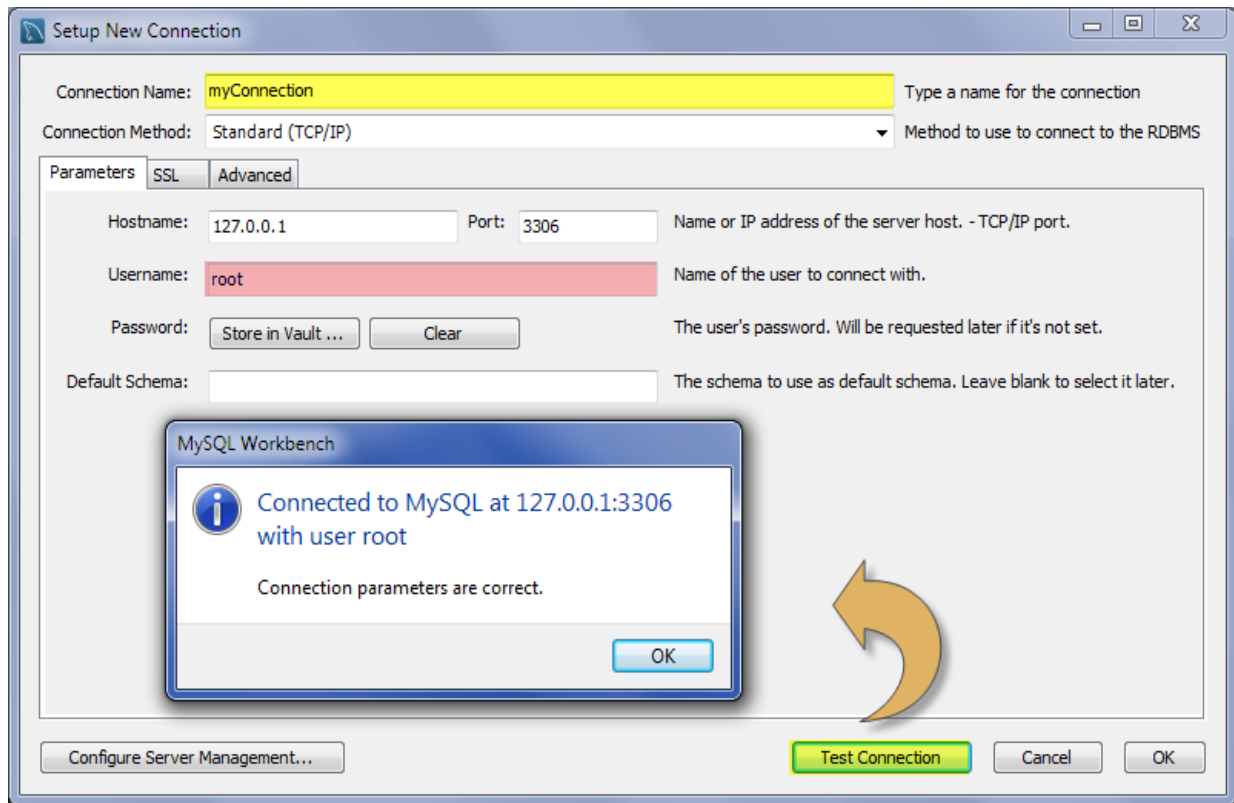 Setup New Connection
Connection Name: myConnection Type a name for the connection
Connection Method: Standard (TCP/IP) Method to use to connect to the RDBMS
Parameters SSL Advanced
Hostname: 127.0.0.1 Port: 3306 Name or IP address of the server host. - TCP/IP port.
Username: root Name of the user to connect with.
Password: Store in Vault ... Clear The user's password. Will be requested later if it's not set.
Default Schema: The schema to use as default schema. Leave blank to select it later.
MySQL Workbench
Connected to MySQL at 127.0.0.1:3306
with user root
Connection parameters are correct.
OK
Configure Server Management... Test Connection Cancel OK